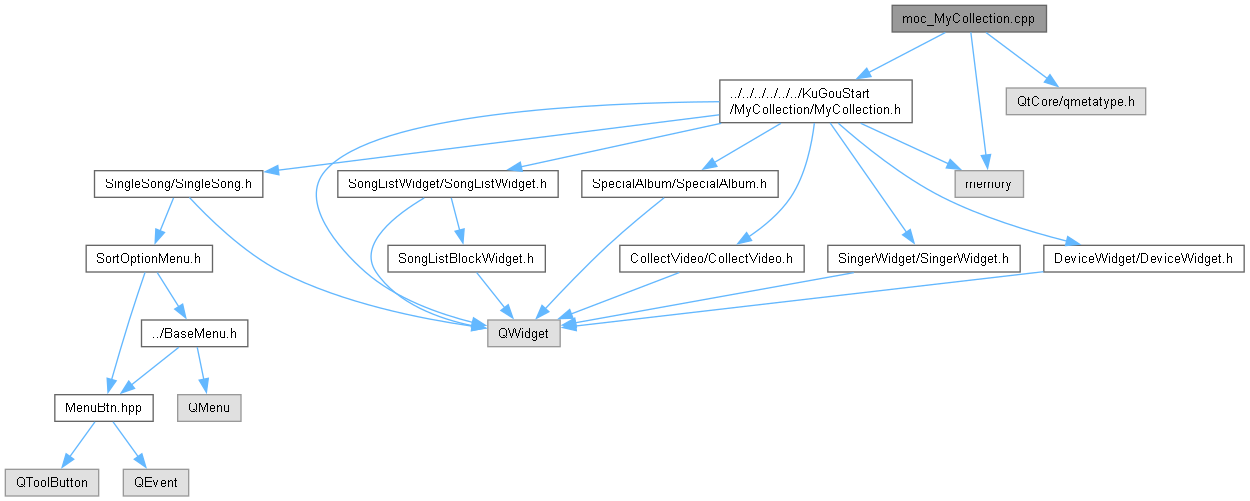 moc_MyCollection.cpp
../../../../../../KuGouStart
/MyCollection/MyCollection.h
QtCore/qmetatype.h
SingleSong/SingleSong.h
SongListWidget/SongListWidget.h
SpecialAlbum/SpecialAlbum.h
memory
SortOptionMenu.h
SongListBlockWidget.h
CollectVideo/CollectVideo.h
SingerWidget/SingerWidget.h
DeviceWidget/DeviceWidget.h
../BaseMenu.h
QWidget
MenuBtn.hpp
QMenu
QToolButton
QEvent